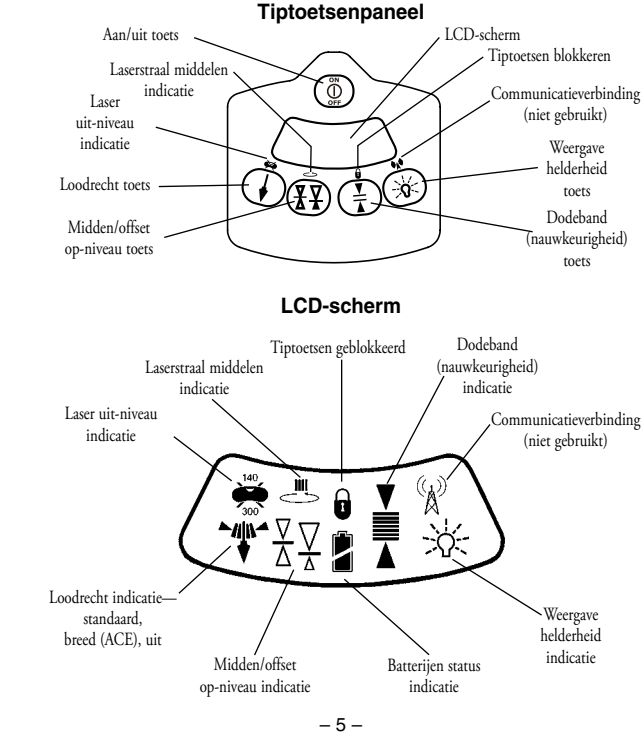 Tiptoetsenpaneel
Aan/uit toets
LCD-scherm
Tiptoetsen blokkeren
Laserstraal middelen
indicatie
Communicatieverbinding
(niet gebruikt)
Laser
uit-niveau
indicatie
ON
OFF
Weergave
helderheid
toets
Loodrecht toets
Midden/offset
op-niveau toets
Dodeband
(nauwkeurigheid)
toets
LCD-scherm
Tiptoetsen geblokkeerd
Dodeband
(nauwkeurigheid)
indicatie
Laserstraal middelen
indicatie
Laser uit-niveau
indicatie
Communicatieverbinding
(niet gebruikt)
140
300
Loodrecht indicatie—
standaard,
breed (ACE), uit
Midden/offset
op-niveau indicatie
Batterijen status
indicatie
Weergave
helderheid
indicatie
– 5 –